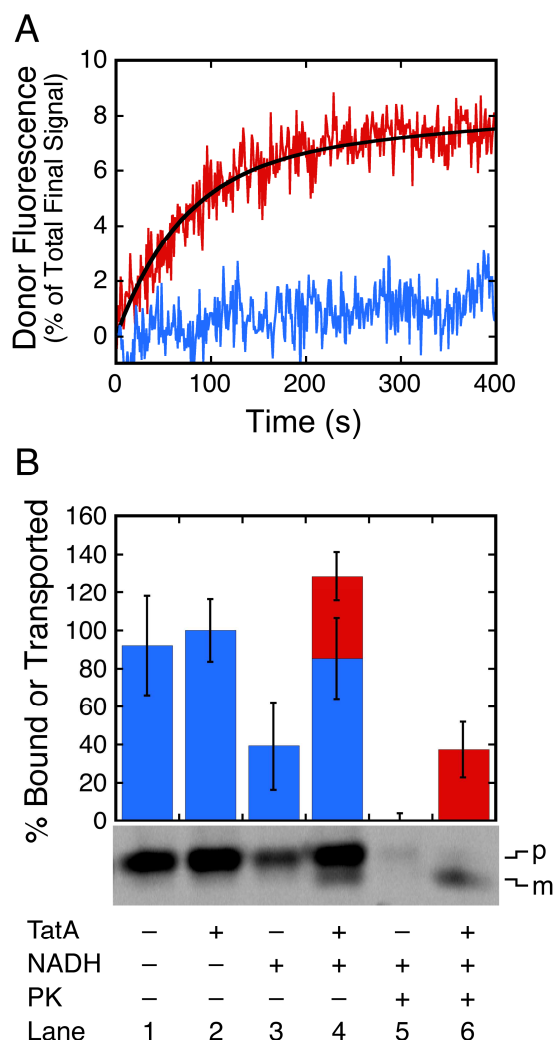 A
Donor Fluorescence
(% of Total Final Signal)
10
8
6
4
2
0
0 100 200 300 400
Time (s)
B
% Bound or Transported
160
140
120
100
80
60
40
20
0
p
m
TatA − + − + − +
NADH − − + + + +
PK − − − − + +
Lane 1 2 3 4 5 6